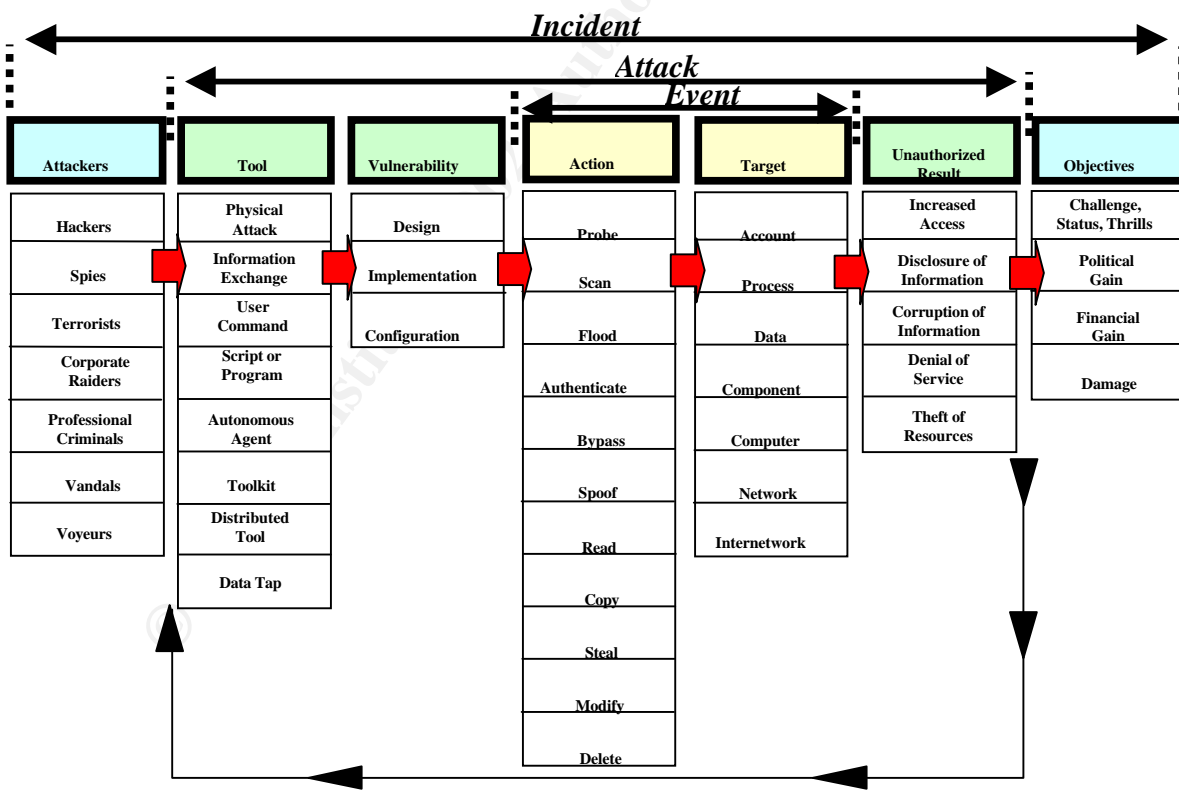 Incident
Attack
Event
Attackers
Tool
Vulnerability
Action
Target
Unauthorized
Result
Objectives
Hackers
Spies
Terrorists
Corporate
Raiders
Professional
Criminals
Vandals
Voyeurs
Physical
Attack
Information
Exchange
User
Command
Script or
Program
Autonomous
Agent
Toolkit
Distributed
Tool
Data Tap
Design
Implementation
Configuration
Probe
Scan
Flood
Authenticate
Bypass
Spoof
Read
Copy
Steal
Modify
Delete
Account
Process
Data
Component
Computer
Network
Internetwork
Increased
Access
Disclosure of
Information
Corruption of
Information
Denial of
Service
Theft of
Resources
Challenge,
Status, Thrills
Political
Gain
Financial
Gain
Damage